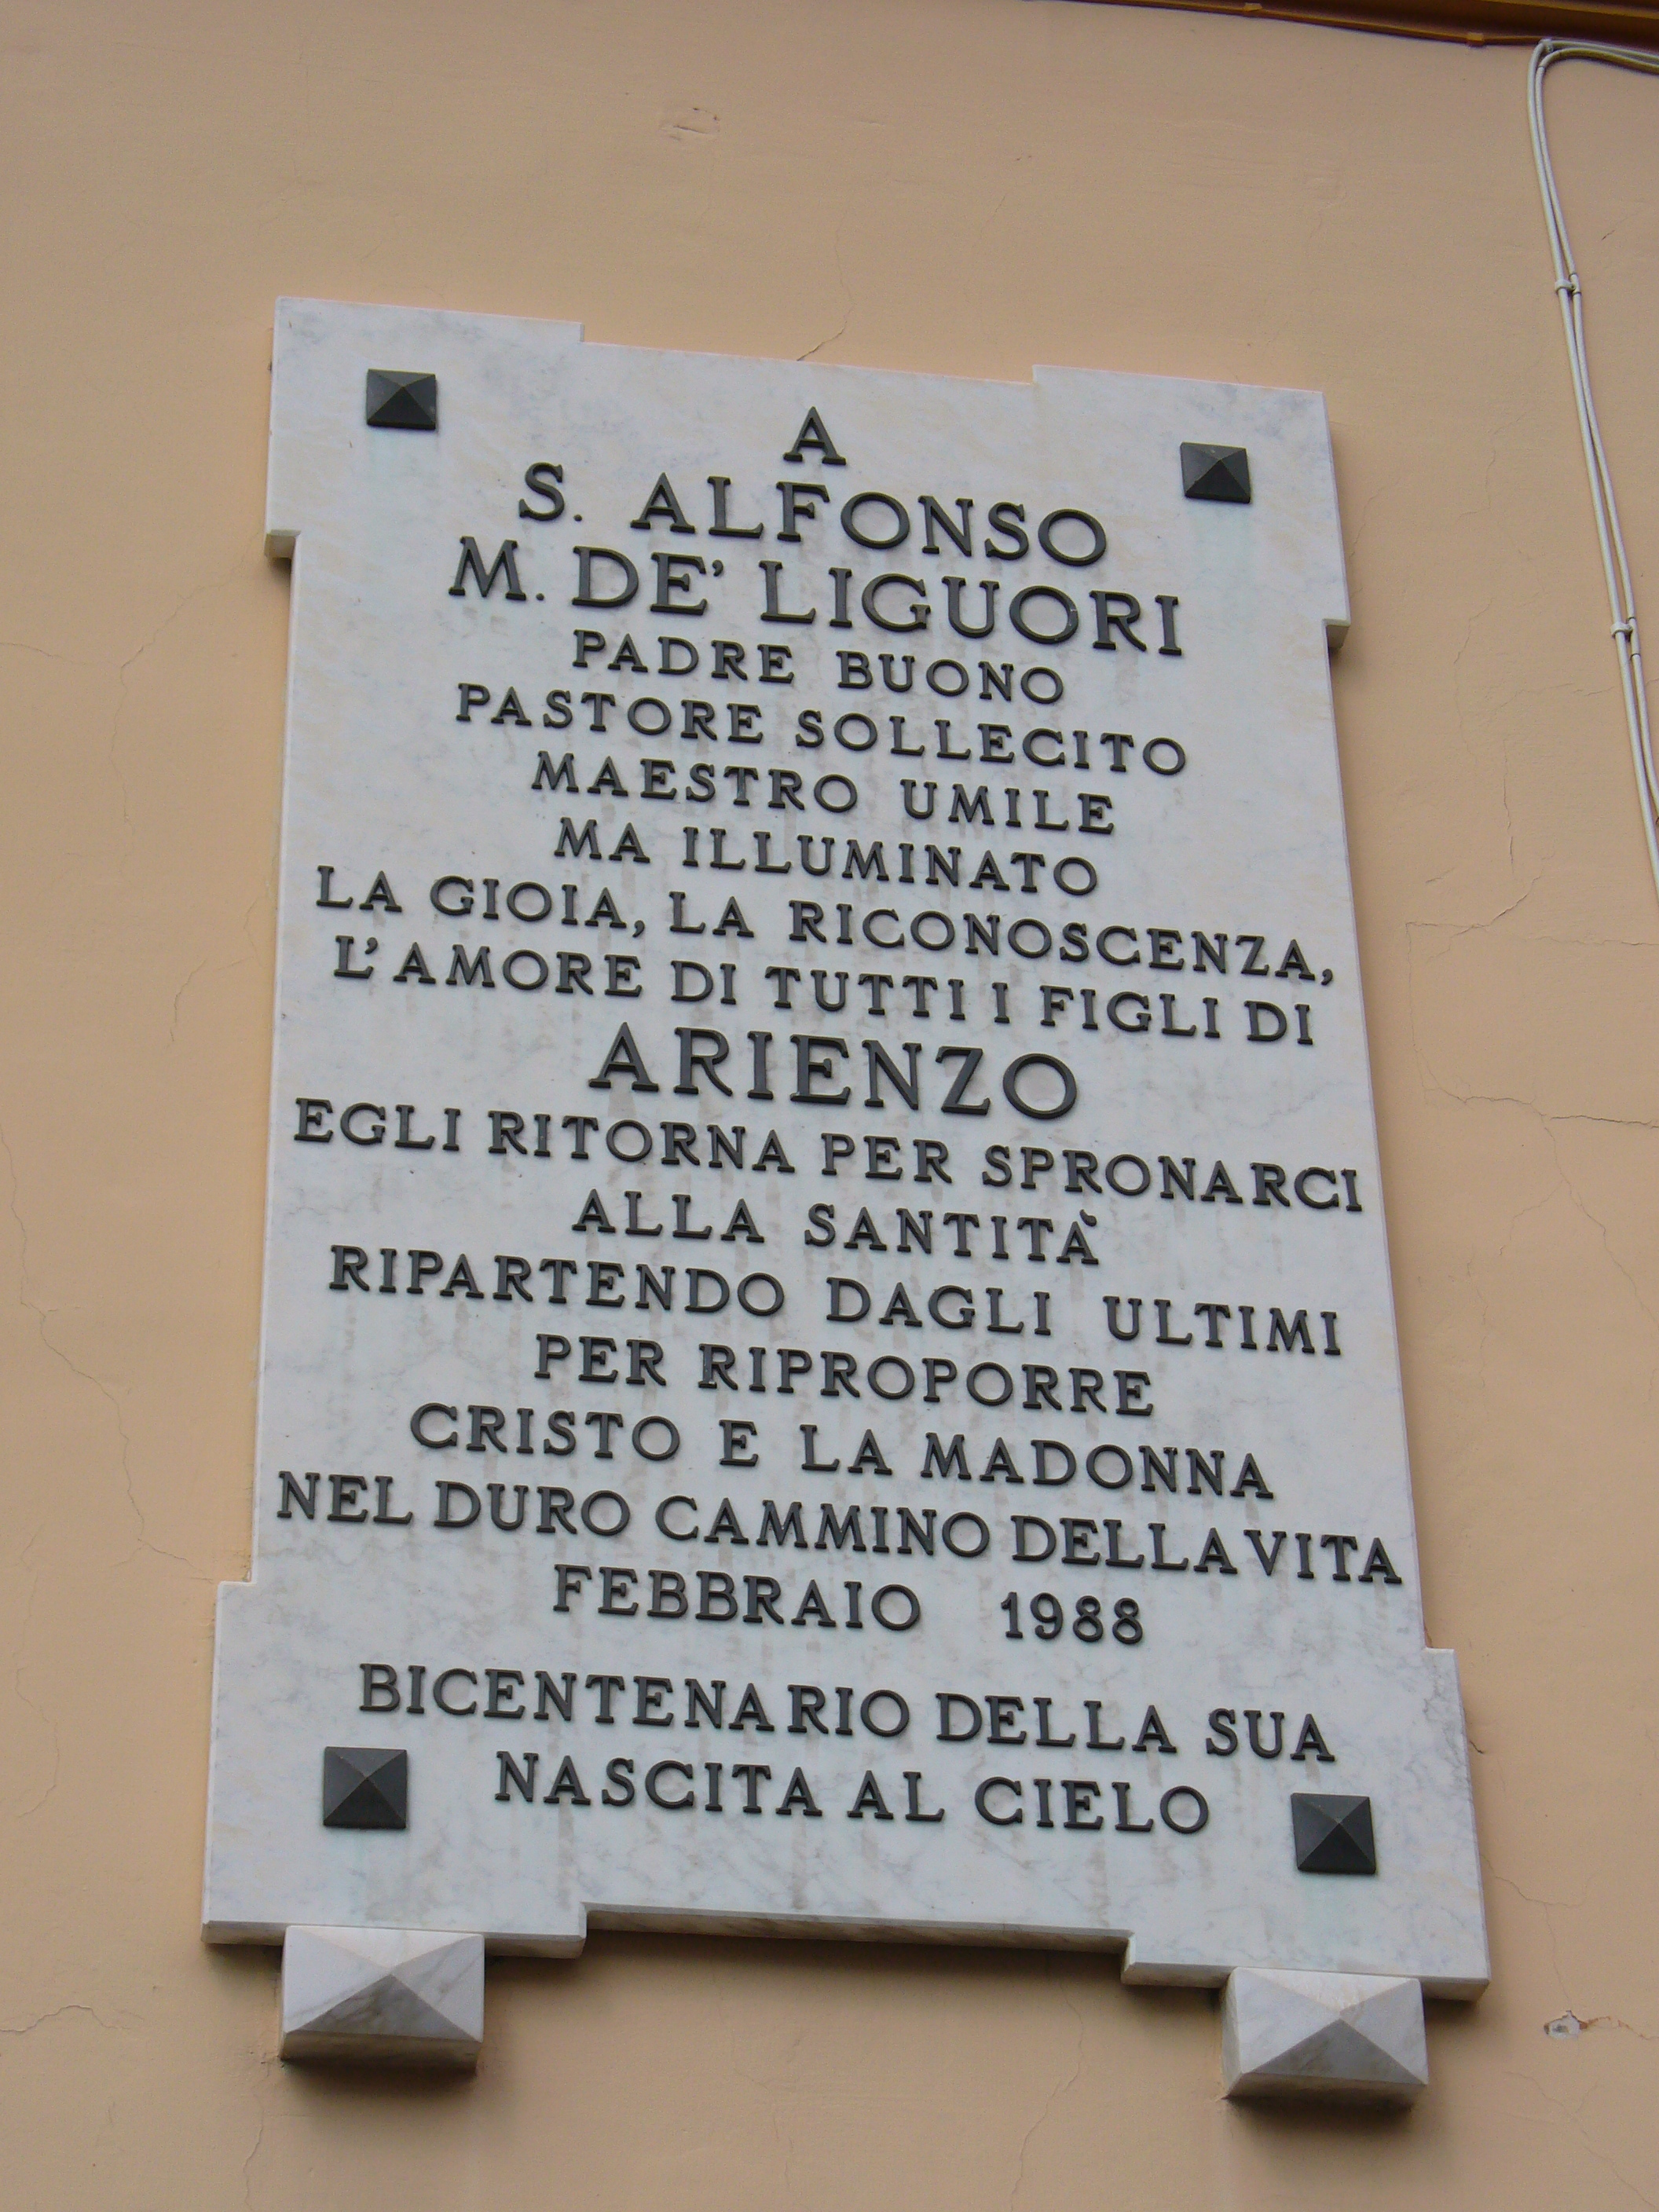 A
S. ALFONSO
M. DE' LIGUORI
PADRE BUONO
PASTORE SOLLECITO
MAESTRO UMILE
MA ILLUMINATO
LA GIOIA, LA RICONOSCENZA,
L'AMORE DI TUTTI I FIGLI DI
ARIENZO
EGLI RITORNA PER SPRONARCI
ALLA SANTITÀ
RIPARTENDO DAGLI ULTIMI
PER RIPROPORRE
CRISTO E LA MADONNA
NEL DURO CAMMINO DELLA VITA
FEBBRAIO 1988
BICENTENARIO DELLA SUA
NASCITA AL CIELO